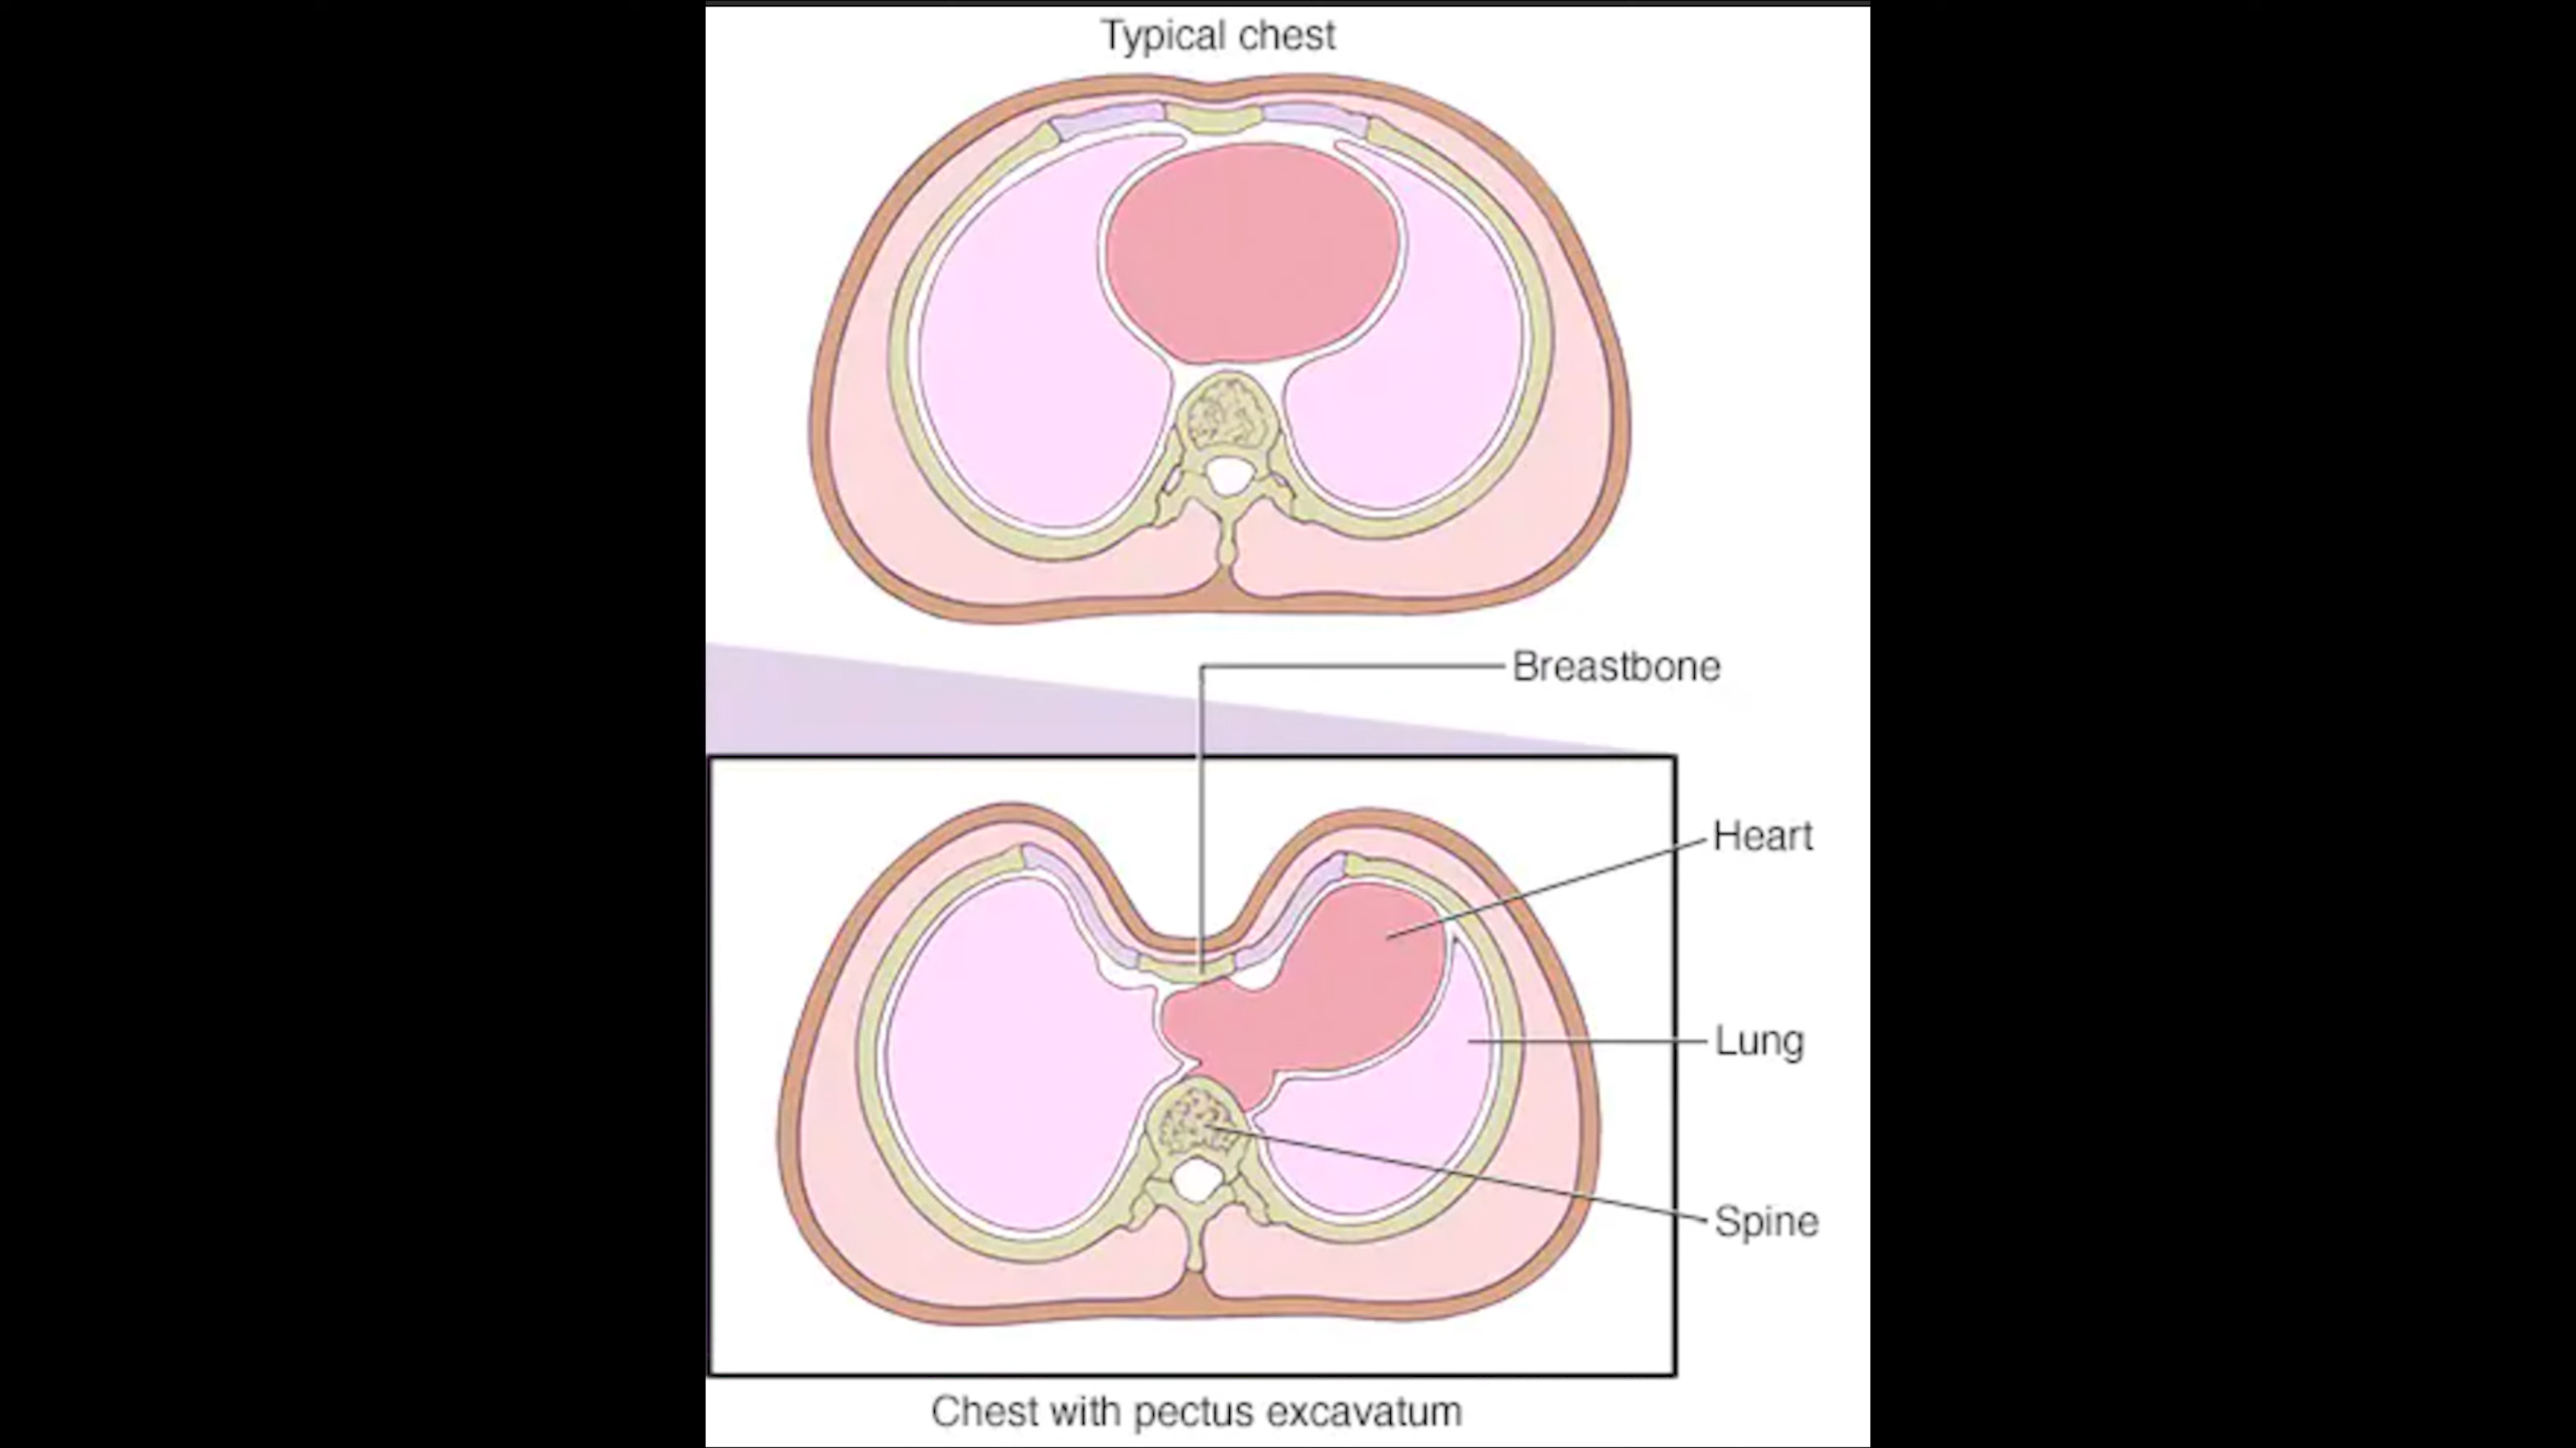 Typical chest
Breastbone
Heart
Lung
Spine
Chest with pectus excavatum